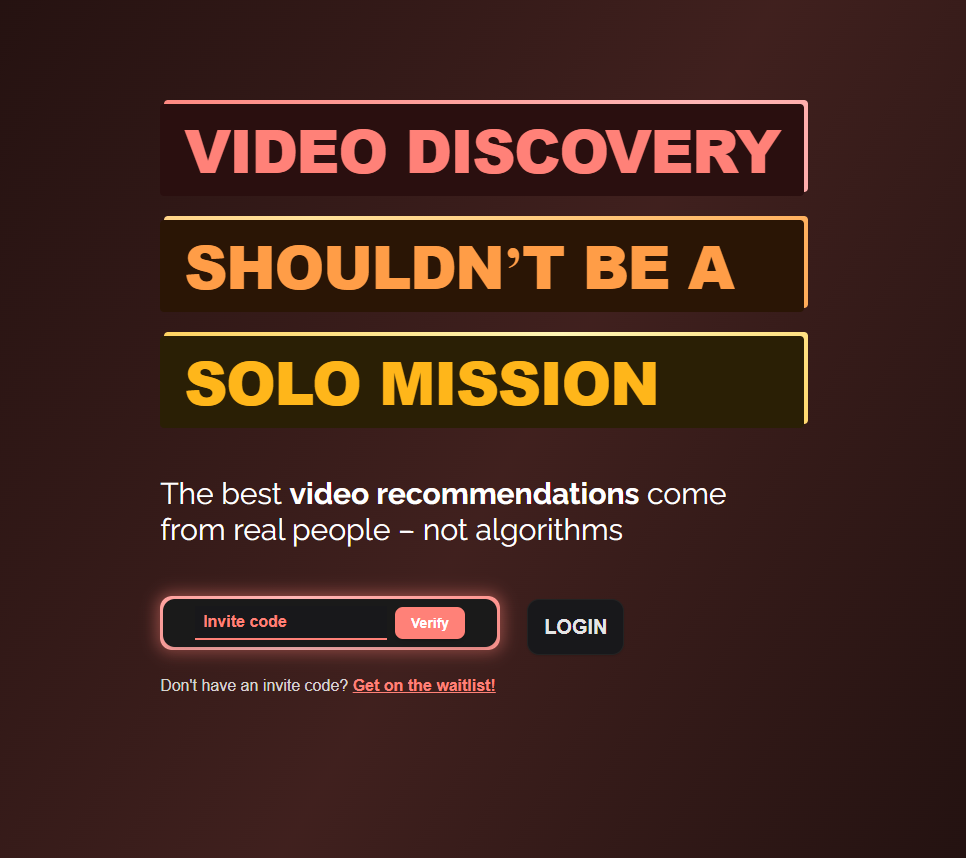 VIDEO DISCOVERY
SHOULDN’T BE A
SOLO MISSION
The best video recommendations come
from real people – not algorithms
Invite code
Verify
LOGIN
Don't have an invite code? Get on the waitlist!